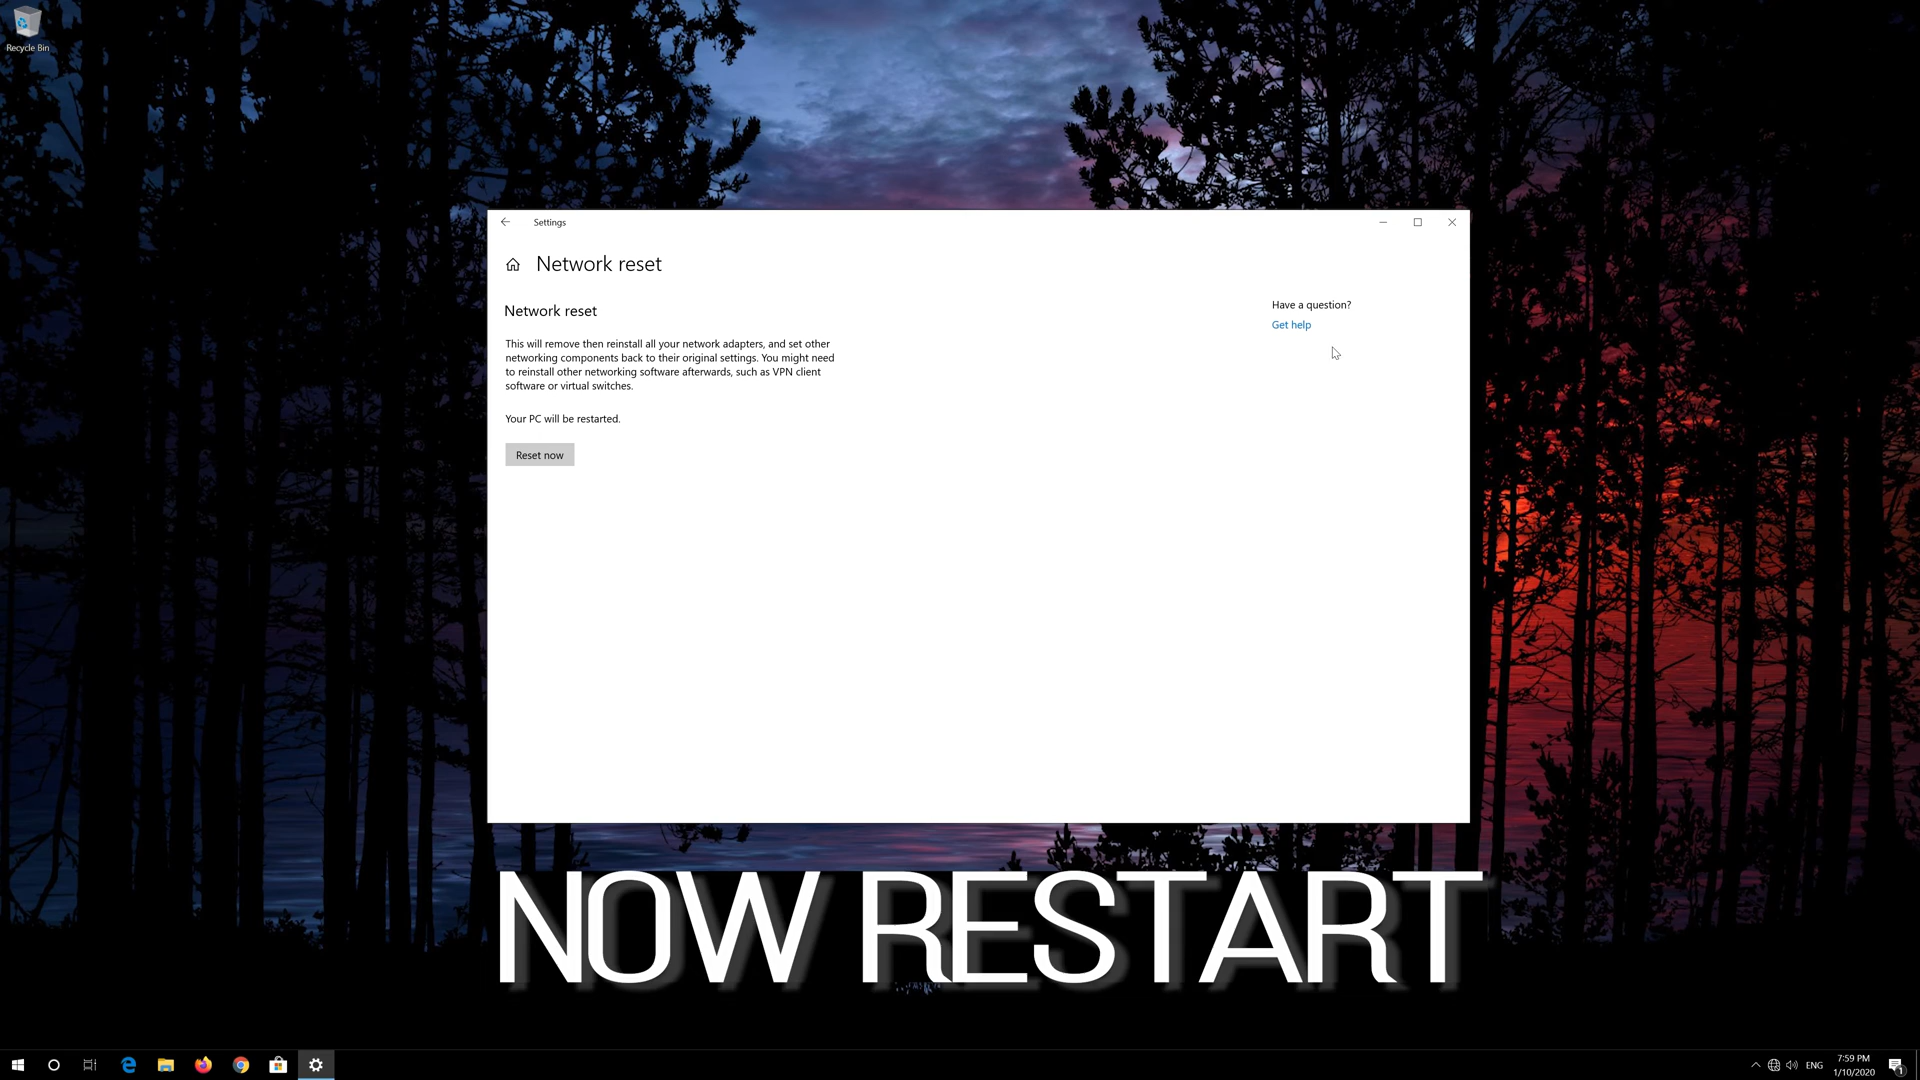 Recycle Bin
Settings
Network reset
Network reset
This will remove then reinstall all your network adapters, and set other
networking components back to their original settings. You might need
to reinstall other networking software afterwards, such as VPN client
software or virtual switches.
Your PC will be restarted.
Reset now
Have a question?
Get help
NOW RESTART
ENG
7:59 PM
1/10/2020
1